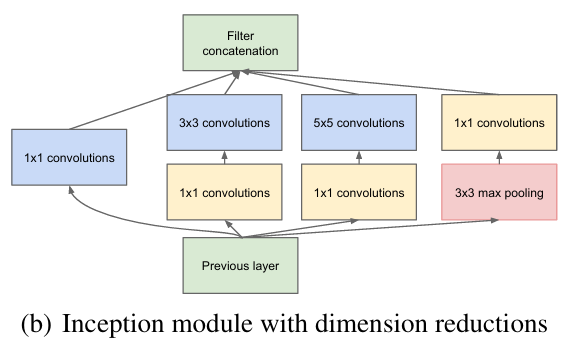 Filter
concatenation
3x3 convolutions
5x5 convolutions
1x1 convolutions
1x1 convolutions
1x1 convolutions
1x1 convolutions
3x3 max pooling
Previous layer
(b) Inception module with dimension reductions